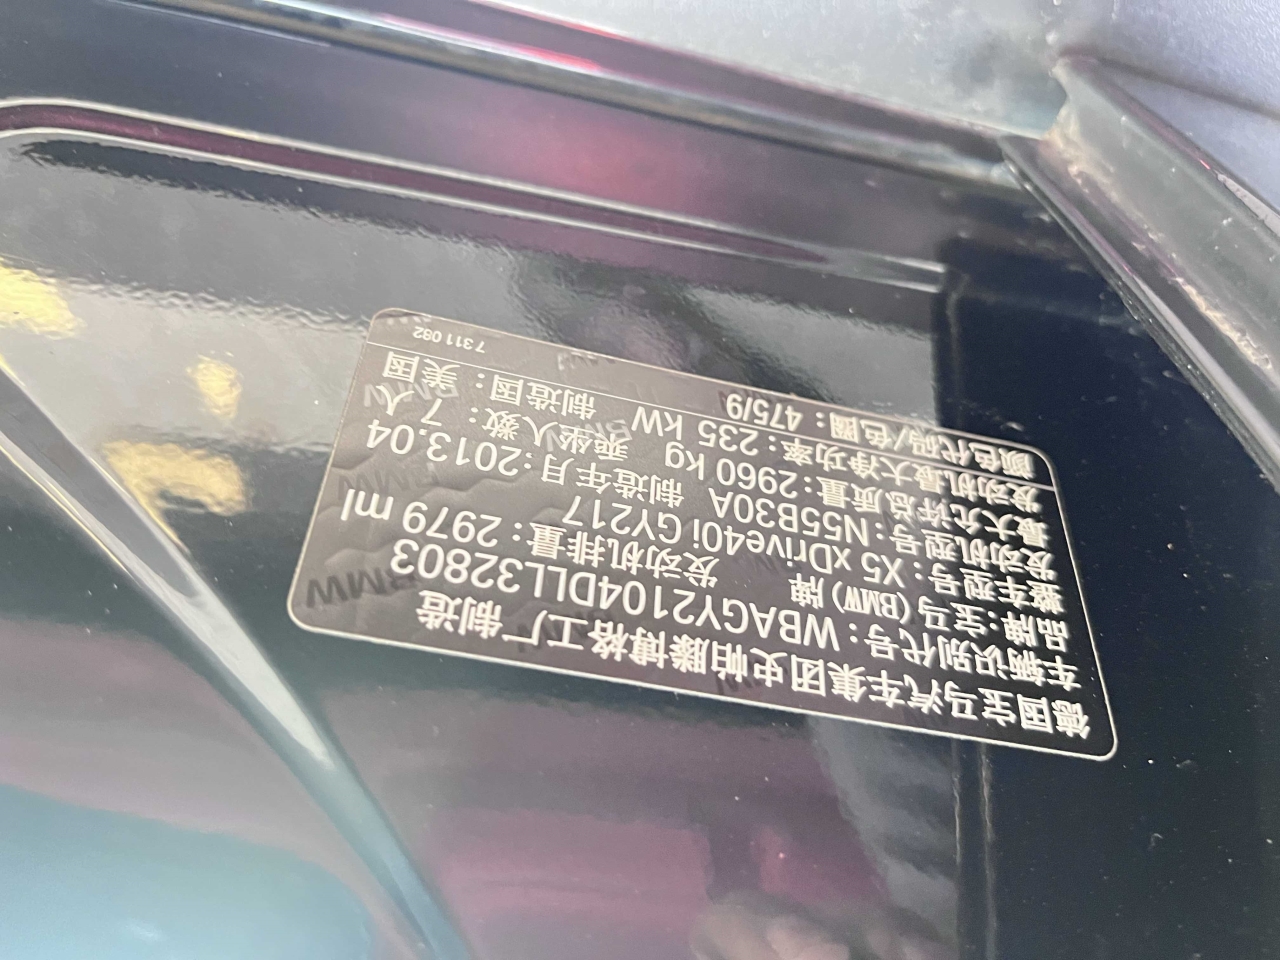 德国宝马汽车集团史帕滕博格工厂制造
车辆识别代号：WBAGY2104DLL32803
品牌：宝马(BMW)牌 发动机排量：2979 ml
整车型号：X5 xDrive40i GY217
发动机型号：N55B30A 制造年月：2013.04
最大允许总质量：2960 kg 乘坐人数：7人
发动机最大净功率：235 kW 制造国：美国
颜色代码/色圈：475/9
7 311 082